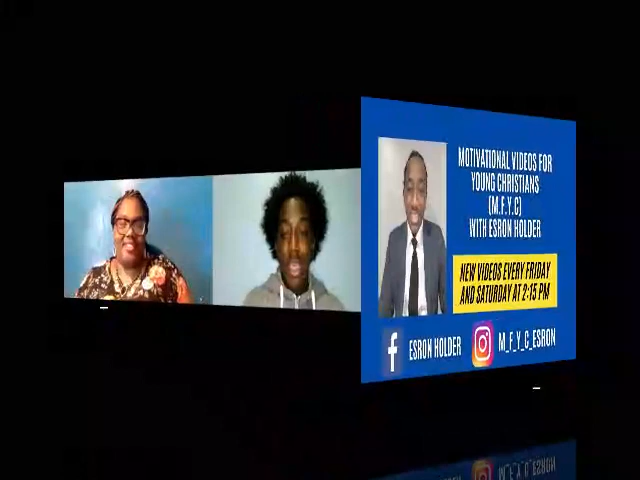 MOTIVATIONAL VIDEOS FOR
YOUNG CHRISTIANS
(M.F.Y.C)
WITH ESRON HOLDER
NEW VIDEOS EVERY FRIDAY
AND SATURDAY AT 2:15 PM
ESRON HOLDER
M_F_Y_C_ESRON